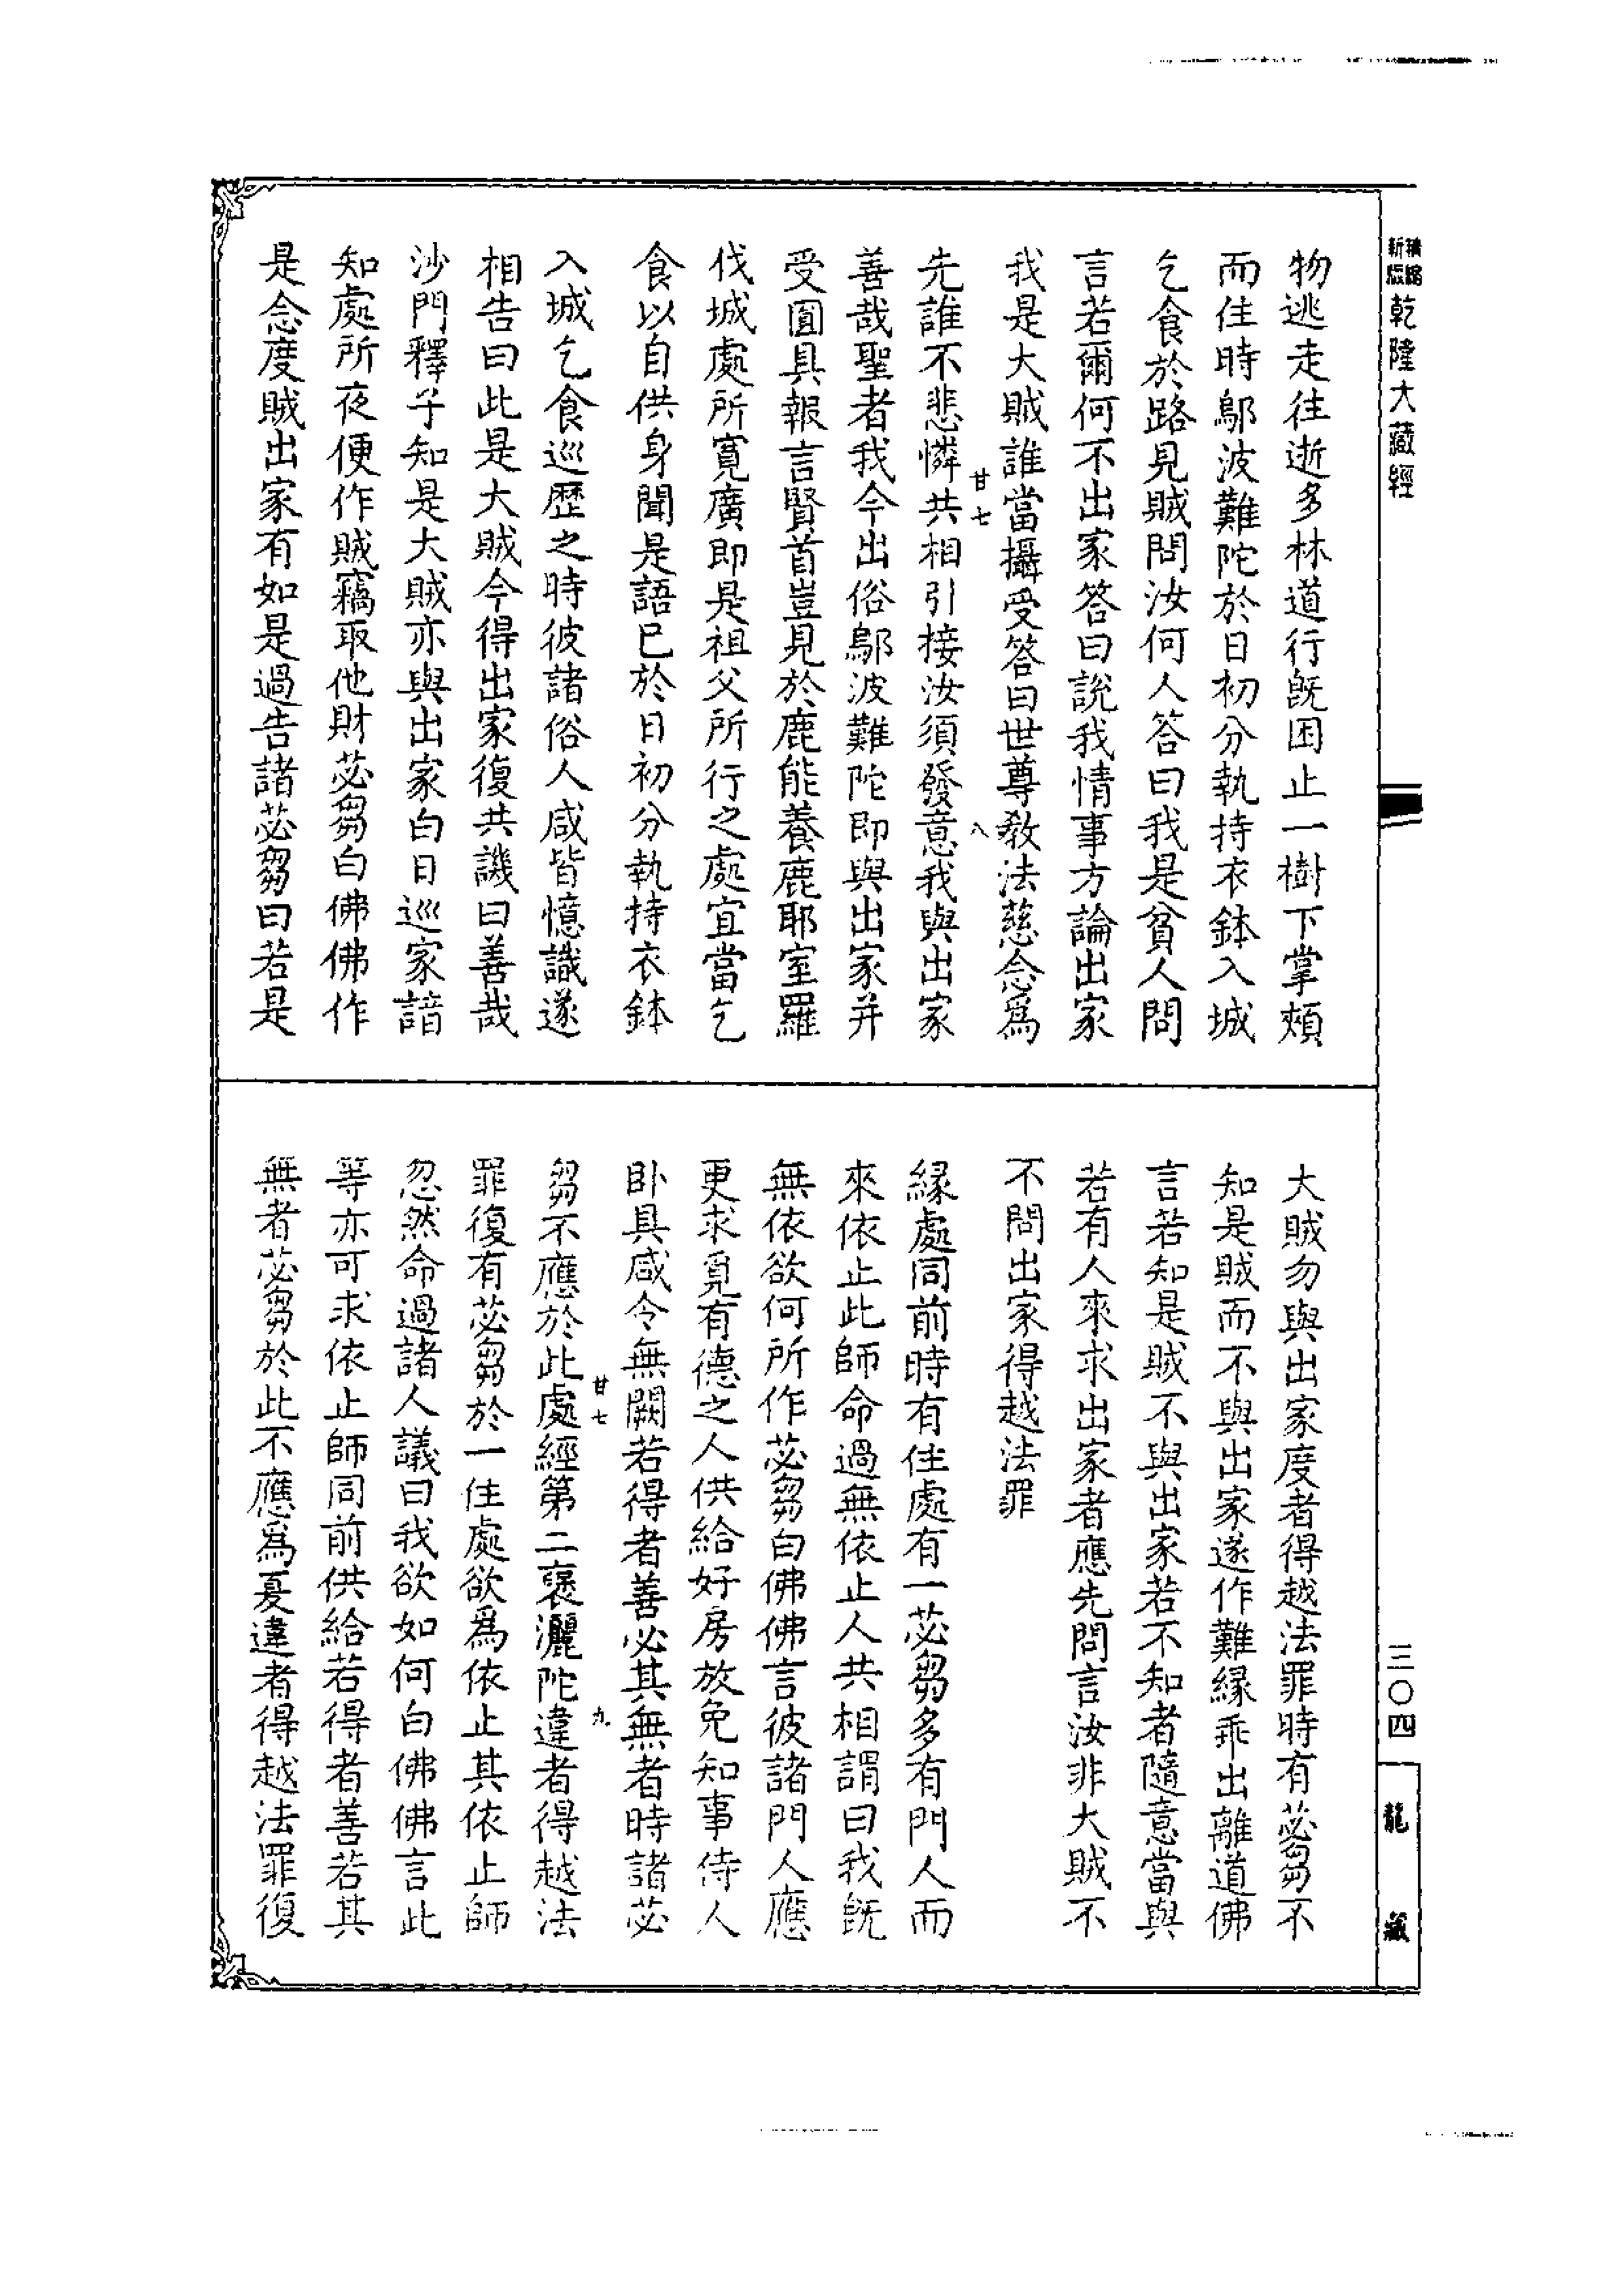 新版精縮
乾隆大藏經
物逃走往逝多林道行既困止一樹下掌頰
而住時鄔波難陀於日初分執持衣鉢入城
乞食於路見賊問汝何人答曰我是貧人問
言若爾何不出家答曰說我情事方論出家
我是大賊誰當攝受答曰世尊教法慈念爲
先誰不悲憐共相引接汝須發意我與出家
甘七
八
善哉聖者我今出俗鄔波難陀即與出家并
受圓具報言賢首豈見於鹿能養鹿耶室羅
伐城處所寬廣即是祖父所行之處宜當乞
食以自供身聞是語已於日初分執持衣鉢
入城乞食巡歷之時彼諸俗人咸皆憶識遂
相告曰此是大賊今得出家復共譏曰善哉
沙門釋子知是大賊亦與出家白日巡家諳
知處所夜便作賊竊取他財苾芻白佛佛作
是念度賊出家有如是過告諸苾芻曰若是
大賊勿與出家度者得越法罪時有苾芻不
知是賊而不與出家遂作難緣乖出離道佛
言若知是賊不與出家若不知者隨意當與
若有人來求出家者應先問言汝非大賊不
不問出家得越法罪
緣處同前時有住處有一苾芻多有門人而
來依止此師命過無依止人共相謂曰我既
無依欲何所作苾芻白佛佛言彼諸門人應
更求覓有德之人供給好房放免知事侍人
卧具咸令無闕若得者善必其無者時諸苾
甘七
九
芻不應於此處經第二褒灑陀違者得越法
罪復有苾芻於一住處欲爲依止其依止師
忽然命過諸人議曰我欲如何白佛佛言此
等亦可求依止師同前供給若得者善若其
無者苾芻於此不應爲憂違者得越法罪復
三〇四
龍藏